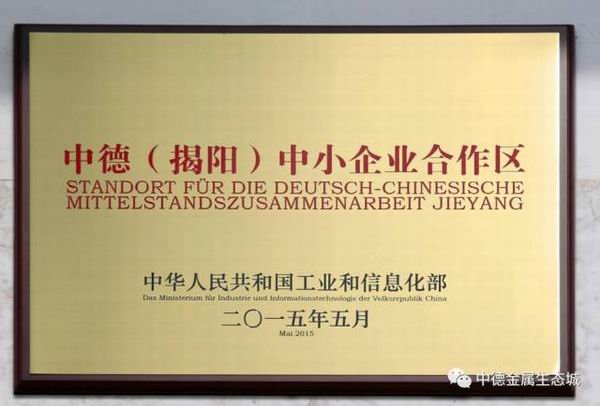 中德（揭阳）中小企业合作区
STANDORT FÜR DIE DEUTSCH-CHINESISCHE
MITTELSTANDSZUSAMMENARBEIT JIEYANG
中华人民共和国工业和信息化部
Das Ministerium für Industrie und Informationstechnologie der Volksrepublik China
二〇一五年五月
Mai.2015
中德金属生态城